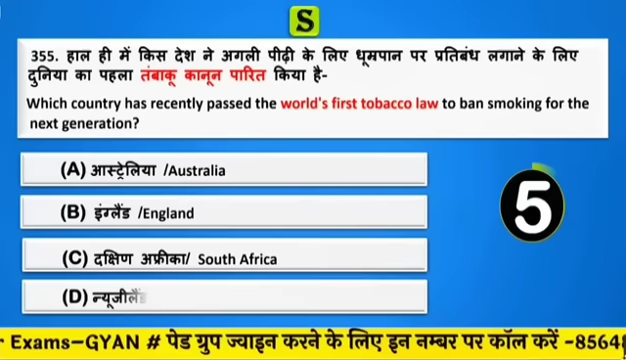 S
355. हाल ही में किस देश ने अगली पीढ़ी के लिए धूम्रपान पर प्रतिबंध लगाने के लिए
दुनिया का पहला तंबाकू कानून पारित किया है-
Which country has recently passed the world's first tobacco law to ban smoking for the
next generation?
(A) आस्ट्रेलिया /Australia
(B) इंग्लैंड /England
5
(C) दक्षिण अफ्रीका/ South Africa
(D) न्यूजीलैं
Exams-GYAN # पेड ग्रुप ज्वाइन करने के लिए इन नम्बर पर कॉल करें -8564